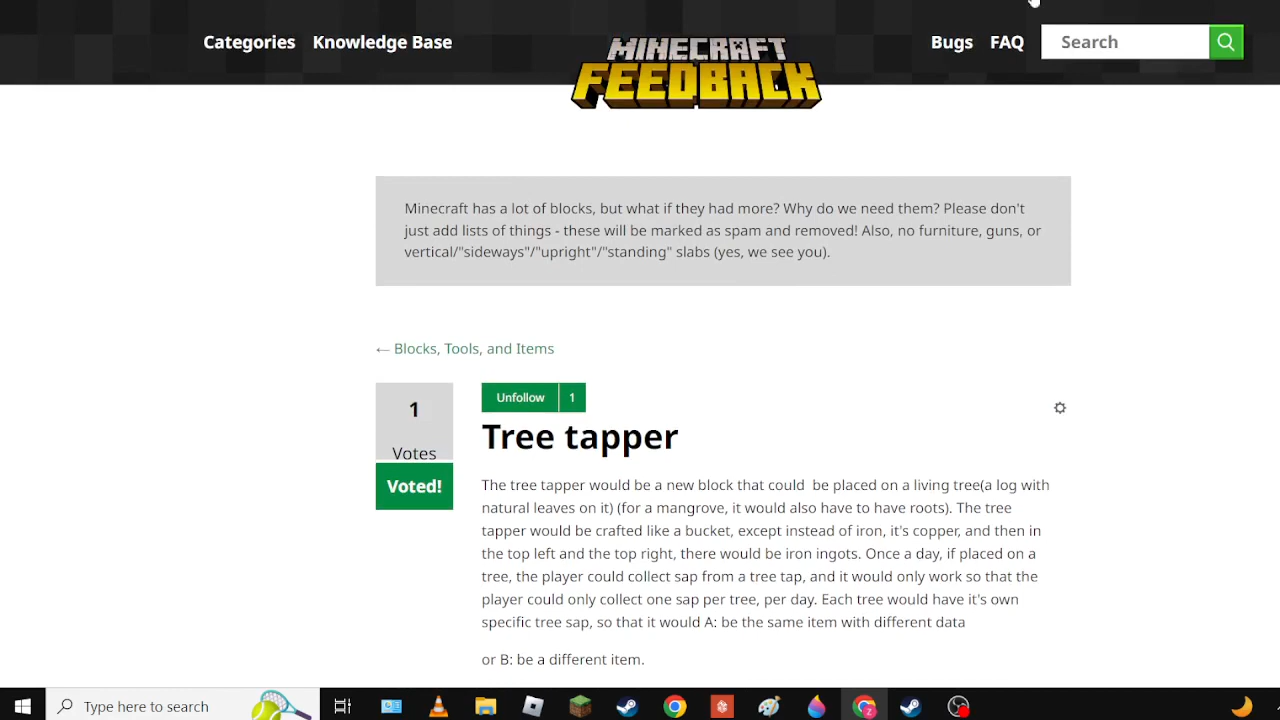 Categories Knowledge Base MINECRAFT FEEDBACK Bugs FAQ Search
Minecraft has a lot of blocks, but what if they had more? Why do we need them? Please don't
just add lists of things - these will be marked as spam and removed! Also, no furniture, guns, or
vertical/"sideways"/"upright"/"standing" slabs (yes, we see you).
← Blocks, Tools, and Items
1
Votes
Voted!
Unfollow 1
Tree tapper
The tree tapper would be a new block that could be placed on a living tree(a log with
natural leaves on it) (for a mangrove, it would also have to have roots). The tree
tapper would be crafted like a bucket, except instead of iron, it's copper, and then in
the top left and the top right, there would be iron ingots. Once a day, if placed on a
tree, the player could collect sap from a tree tap, and it would only work so that the
player could only collect one sap per tree, per day. Each tree would have it's own
specific tree sap, so that it would A: be the same item with different data
or B: be a different item.
Type here to search